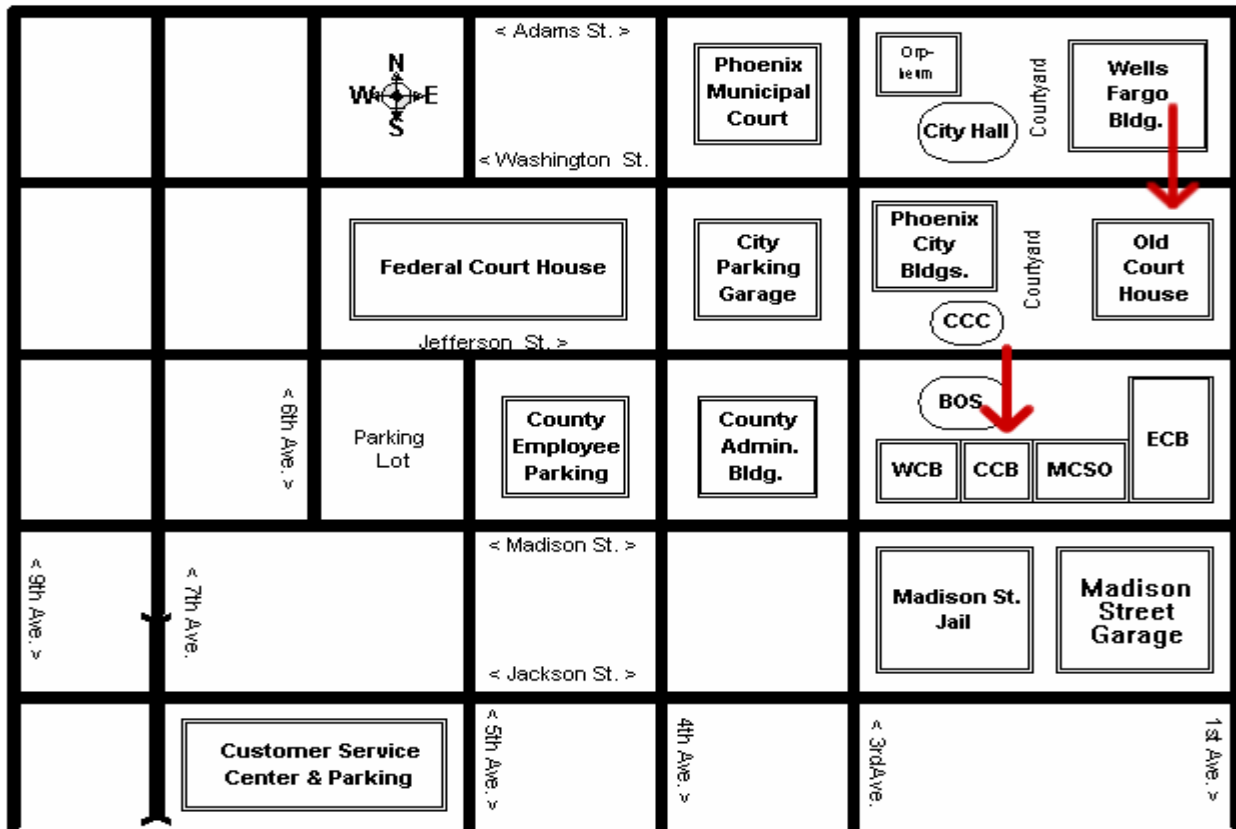 < Adams St. >
N
W E
S
Phoenix
Municipal
Court
Orp-
heum
City Hall
Courtyard
Wells
Fargo
Bldg.
< Washington St.
Federal Court House
City
Parking
Garage
Phoenix
City
Bldgs.
CCC
Courtyard
Old
Court
House
Jefferson St. >
< 6th Ave. >
Parking
Lot
County
Employee
Parking
County
Admin.
Bldg.
BOS
WCB
CCB
MCSO
ECB
< Madison St. >
< 9th Ave. >
< 7th Ave.
Madison St.
Jail
Madison
Street
Garage
< Jackson St. >
Customer Service
Center & Parking
< 5th Ave. >
4th Ave. >
< 3rdAve.
1st Ave. >